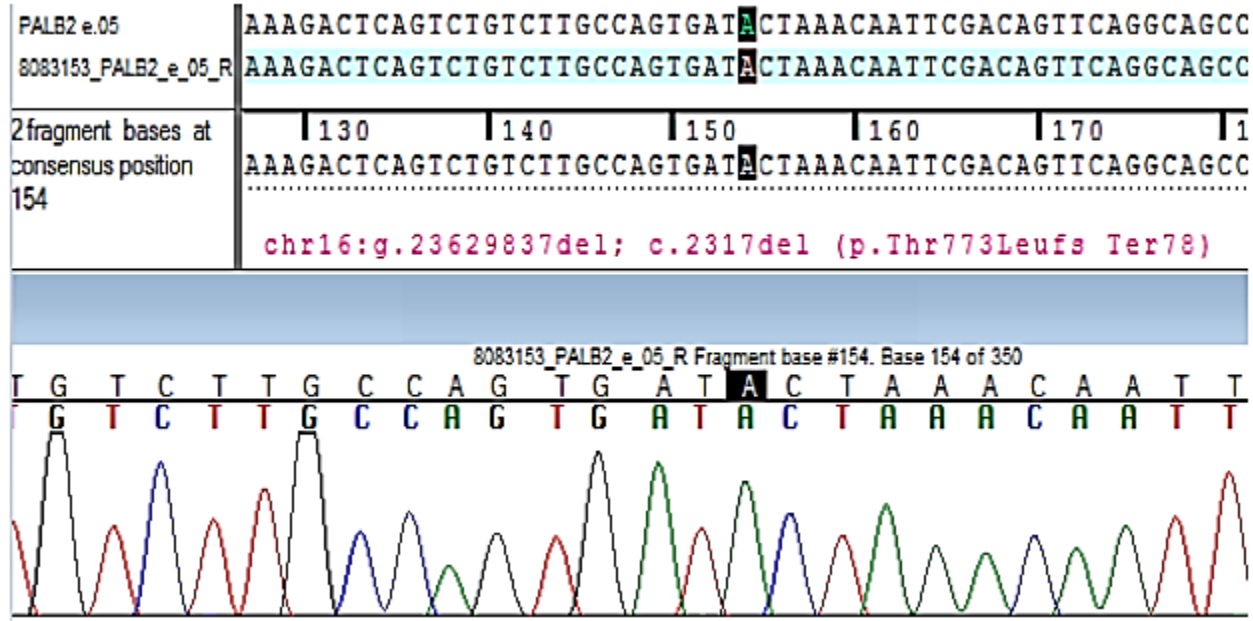 PALB2 e.05 AAAGACTCAGTCTGTCTTGCCAGTGATACTAAACAATTCGACAGTTCAGGCAGCC
8083153_PALB2_e_05_R AAAGACTCAGTCTGTCTTGCCAGTGATACTAAACAATTCGACAGTTCAGGCAGCC
2 fragment bases at 130 140 150 160 170 1
consensus position AAAGACTCAGTCTGTCTTGCCAGTGATACTAAACAATTCGACAGTTCAGGCAGCC
154
chr16:g.23629837del; c.2317del (p.Thr773Leufs Ter78)
8083153_PALB2_e_05_R Fragment base #154. Base 154 of 350
T G T C T T G C C A G T G A T A C T A A A C A A T T
G T C T T G C C A G T G A T A C T A A A C A A T T